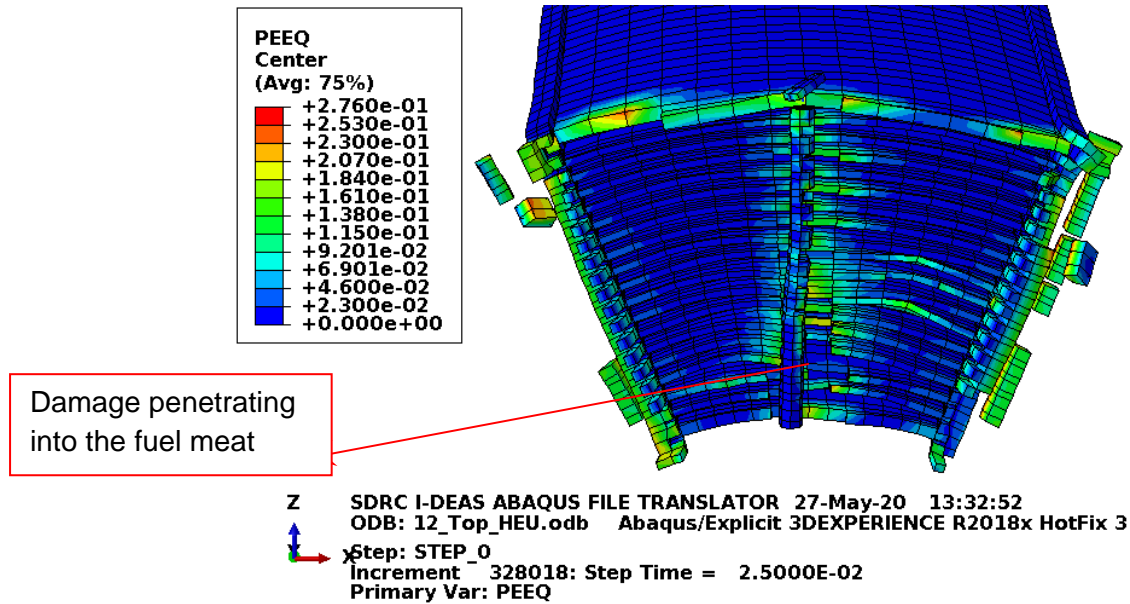 PEEQ
Center
(Avg: 75%)
+2.760e-01
+2.530e-01
+2.300e-01
+2.070e-01
+1.840e-01
+1.610e-01
+1.380e-01
+1.150e-01
+9.201e-02
+6.901e-02
+4.600e-02
+2.300e-02
+0.000e+00
Damage penetrating
into the fuel meat
Z
X
SDRC I-DEAS ABAQUS FILE TRANSLATOR 27-May-20 13:32:52
ODB: 12_Top_HEU.odb Abaqus/Explicit 3DEXPERIENCE R2018x HotFix 3
Step: STEP_0
Increment 328018: Step Time = 2.5000E-02
Primary Var: PEEQ